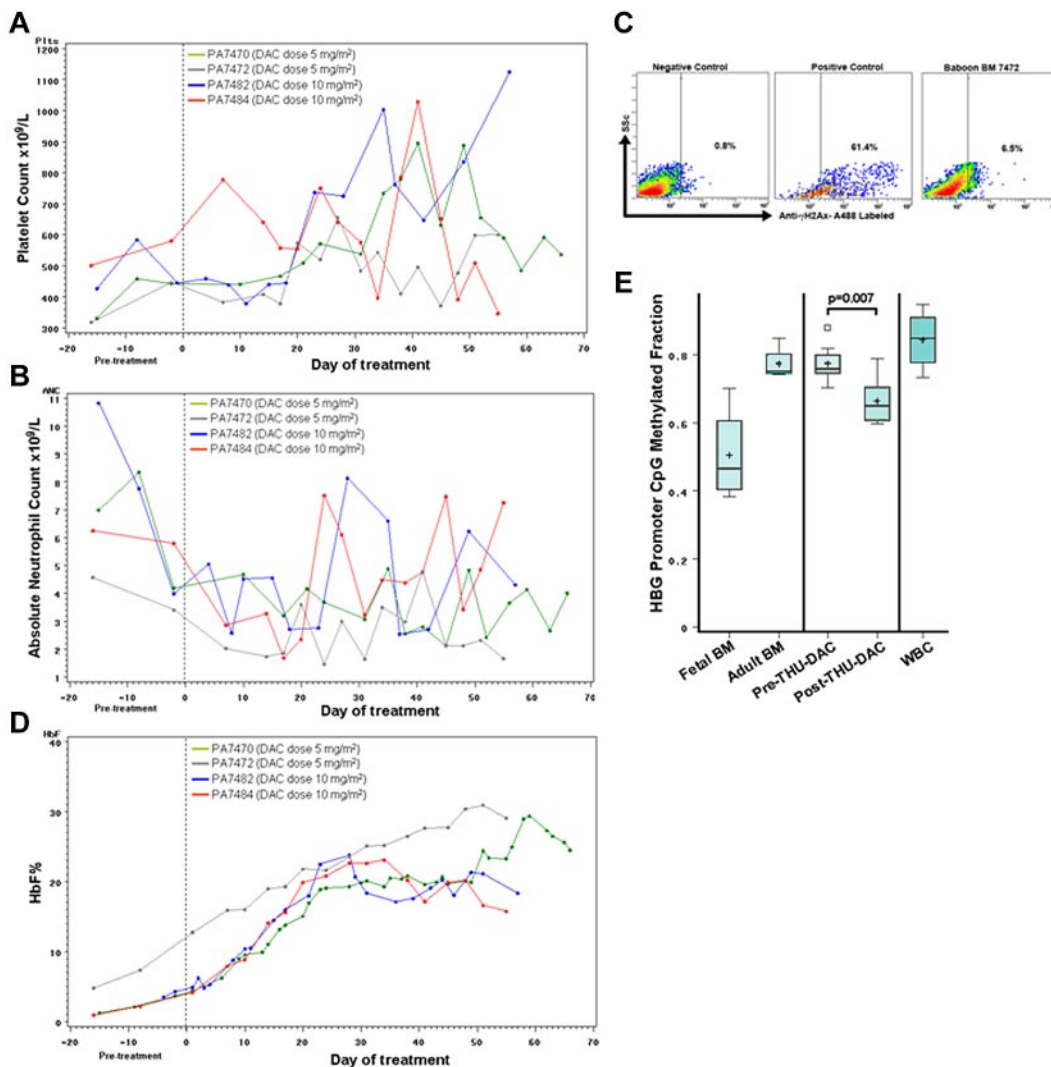 A
Plts
PA7470 (DAC dose 5 mg/m²)
PA7472 (DAC dose 5 mg/m²)
PA7482 (DAC dose 10 mg/m²)
PA7484 (DAC dose 10 mg/m²)
1200
1100
1000
900
800
700
600
500
400
300
Platelet Count x10⁹/L
-20 -10 0 10 20 30 40 50 60 70
Pre-treatment
Day of treatment
B
ANC
PA7470 (DAC dose 5 mg/m²)
PA7472 (DAC dose 5 mg/m²)
PA7482 (DAC dose 10 mg/m²)
PA7484 (DAC dose 10 mg/m²)
11
10
9
8
7
6
5
4
3
2
1
Absolute Neutrophil Count x10⁹/L
-20 -10 0 10 20 30 40 50 60 70
Pre-treatment
Day of treatment
D
HbF
PA7470 (DAC dose 5 mg/m²)
PA7472 (DAC dose 5 mg/m²)
PA7482 (DAC dose 10 mg/m²)
PA7484 (DAC dose 10 mg/m²)
40
30
20
10
0
HbF%
-20 -10 0 10 20 30 40 50 60 70
Pre-treatment
Day of treatment
C
Negative Control Positive Control Baboon BM 7472
SSc
0.8% 61.4% 6.5%
Anti-γH2Ax- A488 Labeled
E
p=0.007
0.8
0.6
0.4
0.2
0
HBG Promoter CpG Methylated Fraction
Fetal BM
Adult BM
Pre-THU-DAC
Post-THU-DAC
WBC